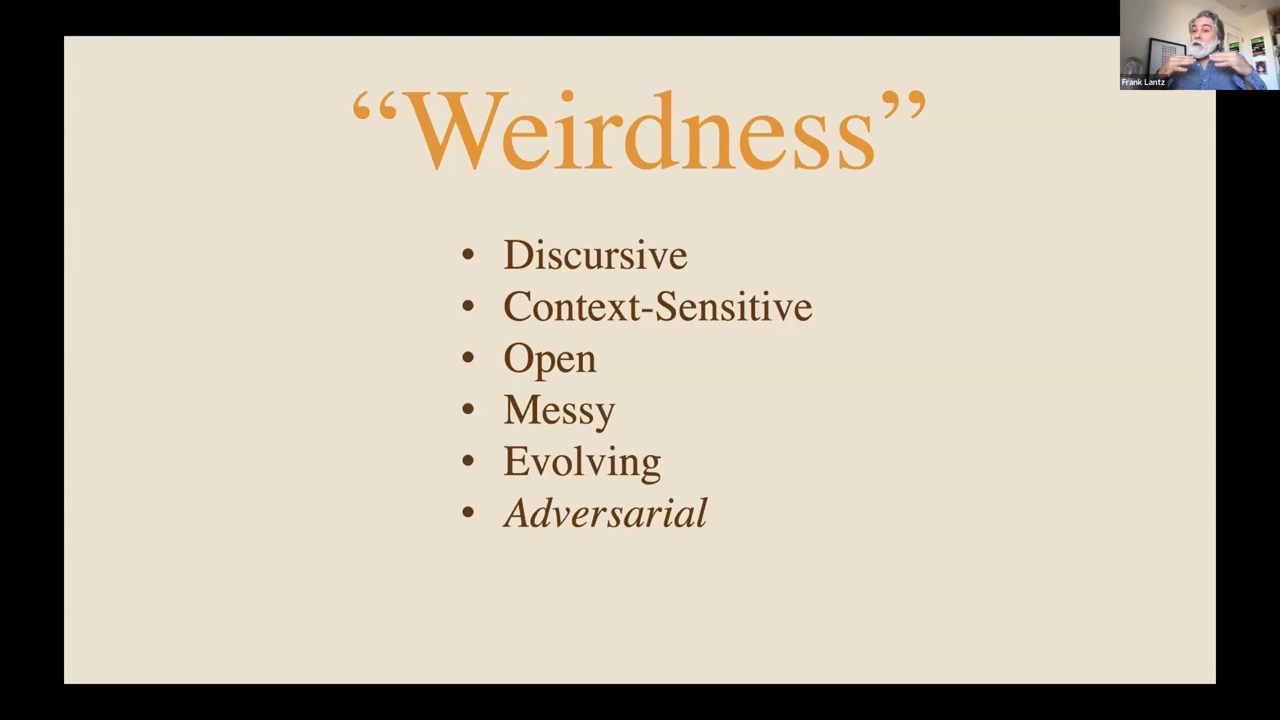 Frank Lantz
“Weirdness”
• Discursive
• Context-Sensitive
• Open
• Messy
• Evolving
• Adversarial